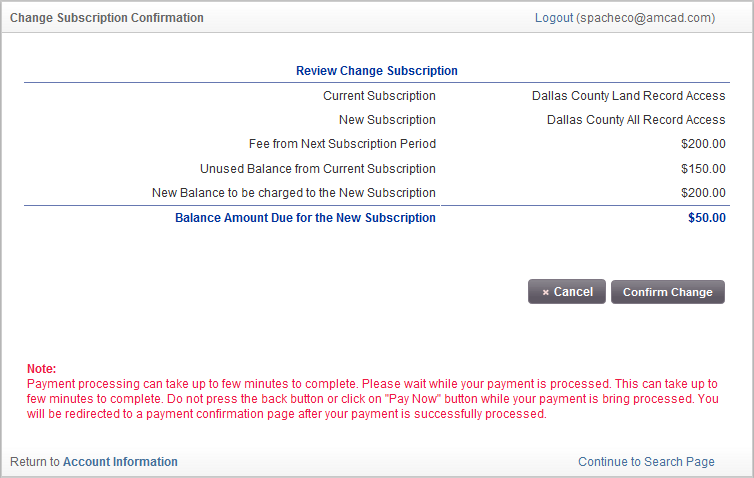 Change Subscription Confirmation Logout (spacheco@amcad.com)
Review Change Subscription
Current Subscription Dallas County Land Record Access
New Subscription Dallas County All Record Access
Fee from Next Subscription Period $200.00
Unused Balance from Current Subscription $150.00
New Balance to be charged to the New Subscription $200.00
Balance Amount Due for the New Subscription $50.00
× Cancel Confirm Change
Note:
Payment processing can take up to few minutes to complete. Please wait while your payment is processed. This can take up to
few minutes to complete. Do not press the back button or click on "Pay Now" button while your payment is bring processed. You
will be redirected to a payment confirmation page after your payment is successfully processed.
Return to Account Information Continue to Search Page